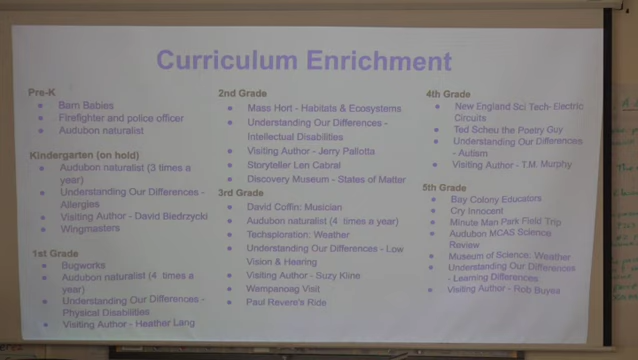 Curriculum Enrichment
Pre-K
Barn Babies
Firefighter and police officer
Audubon naturalist
Kindergarten (on hold)
Audubon naturalist (3 times a
year)
Understanding Our Differences -
Allergies
Visiting Author - David Biedrzycki
Wingmasters
1st Grade
Bugworks
Audubon naturalist (4 times a
year)
Understanding Our Differences -
Physical Disabilities
Visiting Author - Heather Lang
2nd Grade
Mass Hort - Habitats & Ecosystems
Understanding Our Differences -
Intellectual Disabilities
Visiting Author - Jerry Pallotta
Storyteller Len Cabral
Discovery Museum - States of Matter
3rd Grade
David Coffin: Musician
Audubon naturalist (4 times a year)
Techsploration: Weather
Understanding Our Differences - Low
Vision & Hearing
Visiting Author - Suzy Kline
Wampanoag Visit
Paul Revere's Ride
4th Grade
New England Sci Tech- Electric
Circuits
Ted Scheu the Poetry Guy
Understanding Our Differences
- Autism
Visiting Author - T.M. Murphy
5th Grade
Bay Colony Educators
Cry Innocent
Minute Man Park Field Trip
Audubon MCAS Science
Review
Museum of Science: Weather
Understanding Our Differences
- Learning Differences
Visiting Author - Rob Buyea